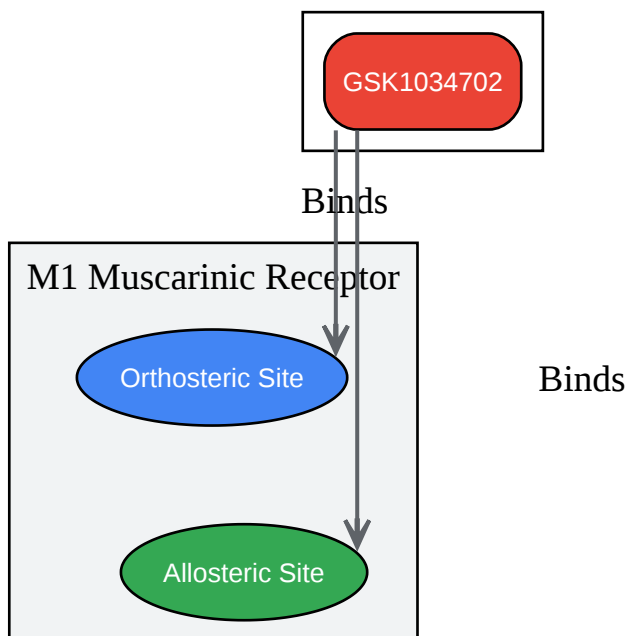 GSK1034702
Binds
M1 Muscarinic Receptor
Orthosteric Site
Binds
Allosteric Site